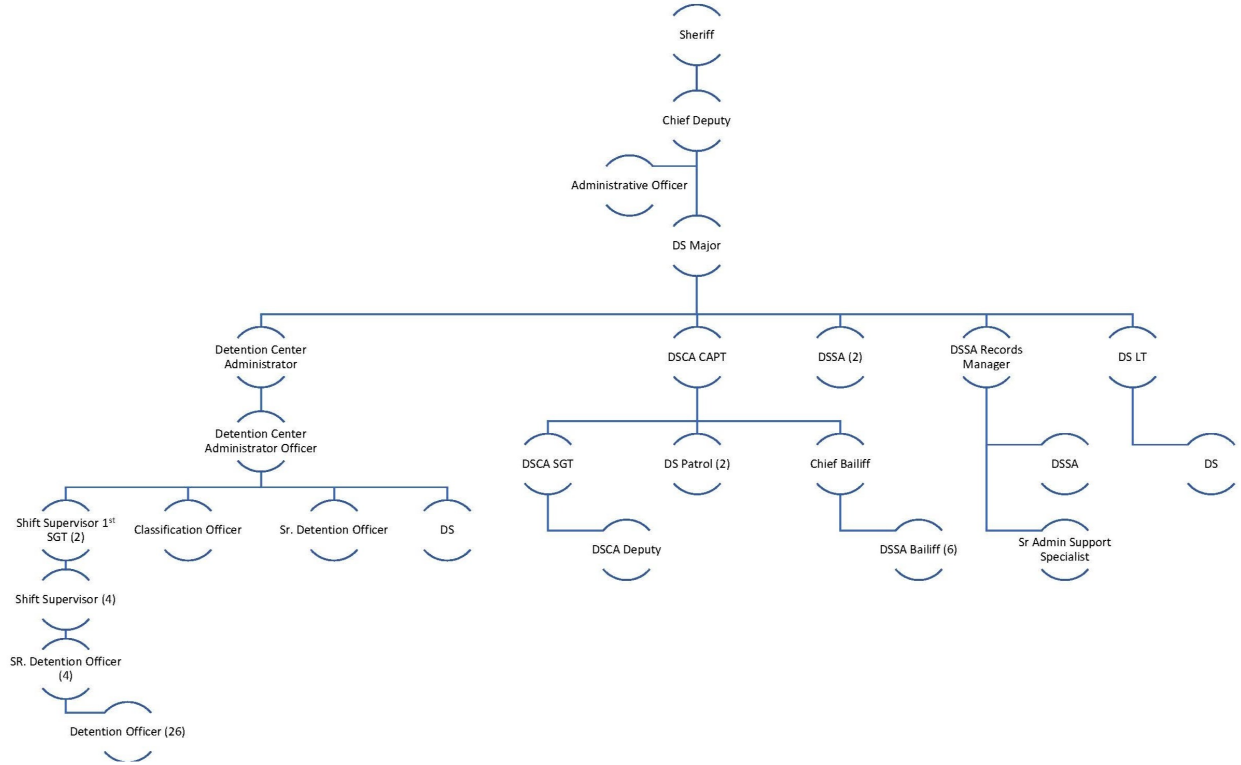 Sheriff
Chief Deputy
Administrative Officer
DS Major
Detention Center
Administrator
DSCA CAPT
DSSA (2)
DSSA Records
Manager
DS LT
Detention Center
Administrator Officer
DSCA SGT
DS Patrol (2)
Chief Bailiff
DSSA
DS
Shift Supervisor 1st
SGT (2)
Classification Officer
Sr. Detention Officer
DS
DSCA Deputy
DSSA Bailiff (6)
Sr Admin Support
Specialist
Shift Supervisor (4)
SR. Detention Officer
(4)
Detention Officer (26)